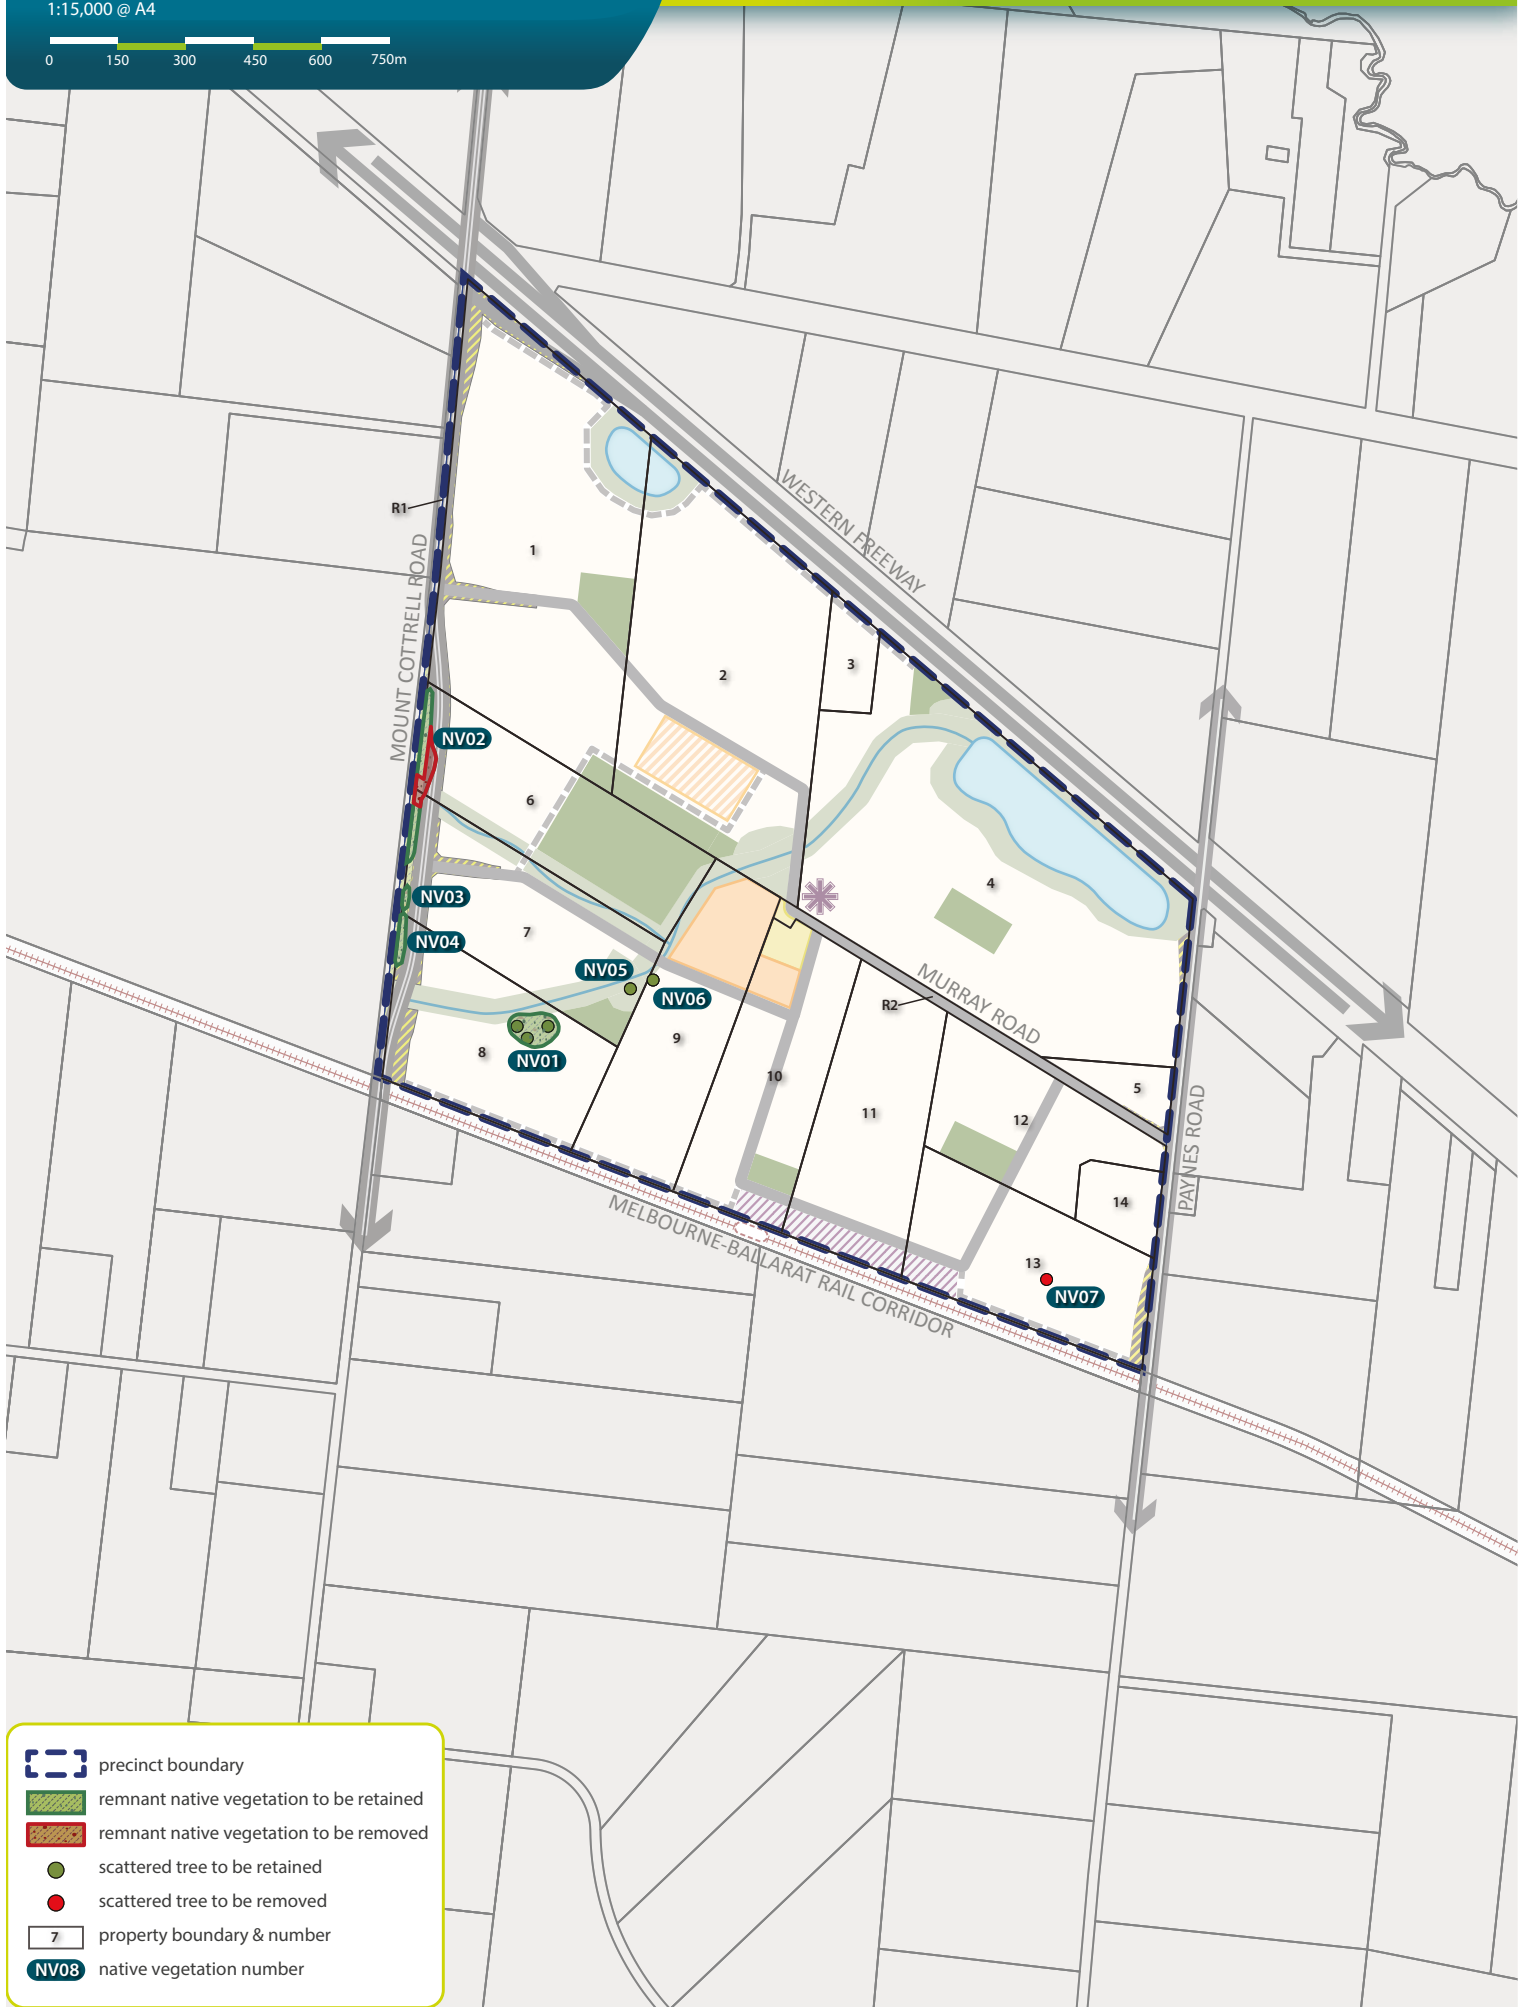 1:15,000 @ A4
0 150 300 450 600 750m
WESTERN FREEWAY
R1
1
MOUNT COTTRELL ROAD
2
3
NV02
6
4
NV03
7
NV04
NV05
NV06
MURRAY ROAD
R2
9
8
NV01
10
5
11
12
PAYNES ROAD
14
MELBOURNE-BALLARAT RAIL CORRIDOR
13
NV07
precinct boundary
remnant native vegetation to be retained
remnant native vegetation to be removed
scattered tree to be retained
scattered tree to be removed
7 property boundary & number
NV08 native vegetation number